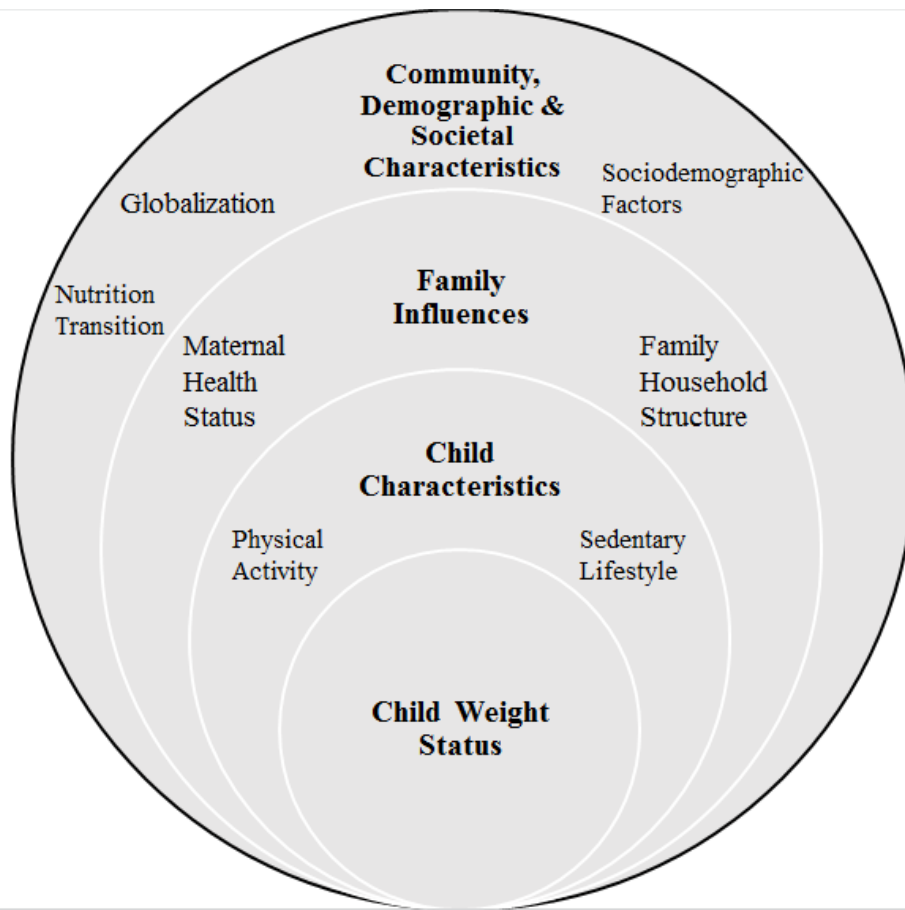 Community,
Demographic &
Societal
Characteristics
Globalization
Sociodemographic
Factors
Nutrition
Transition
Family
Influences
Maternal
Health
Status
Family
Household
Structure
Child
Characteristics
Physical
Activity
Sedentary
Lifestyle
Child Weight
Status